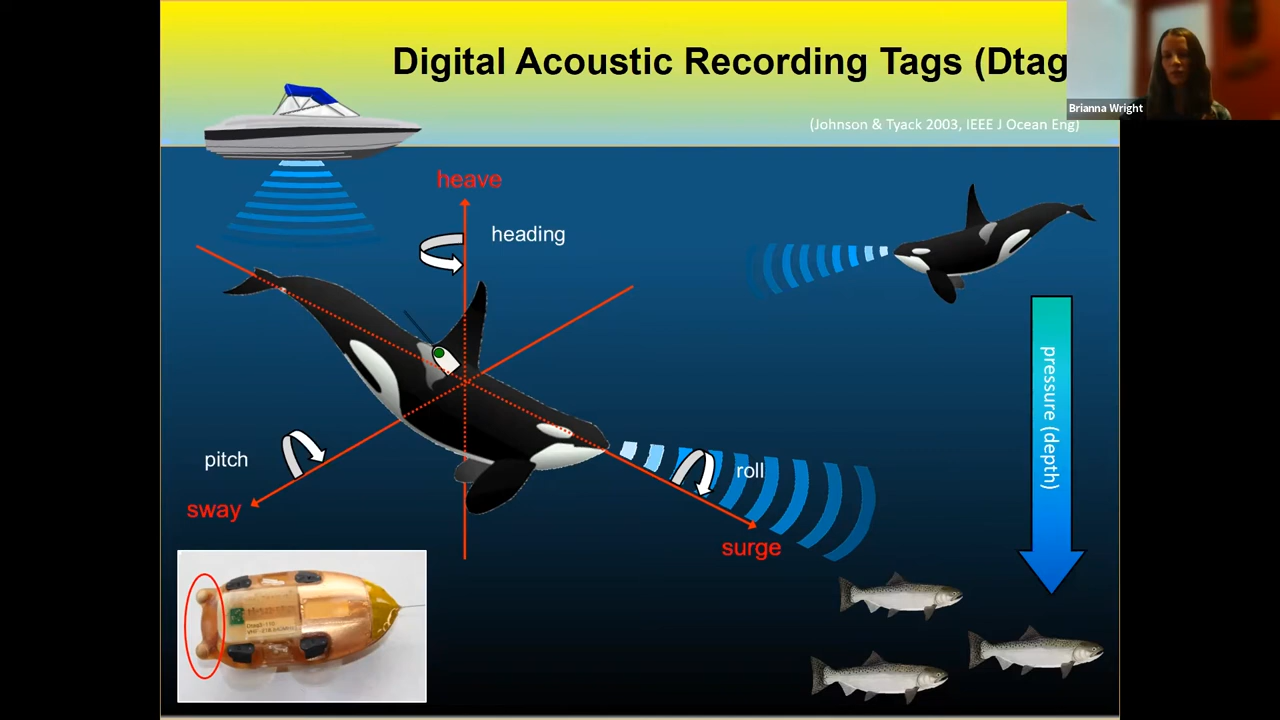 Digital Acoustic Recording Tags (Dtag
Brianna Wright
(Johnson & Tyack 2003, IEEE J Ocean Eng)
heave
heading
pressure (depth)
pitch
roll
sway
surge